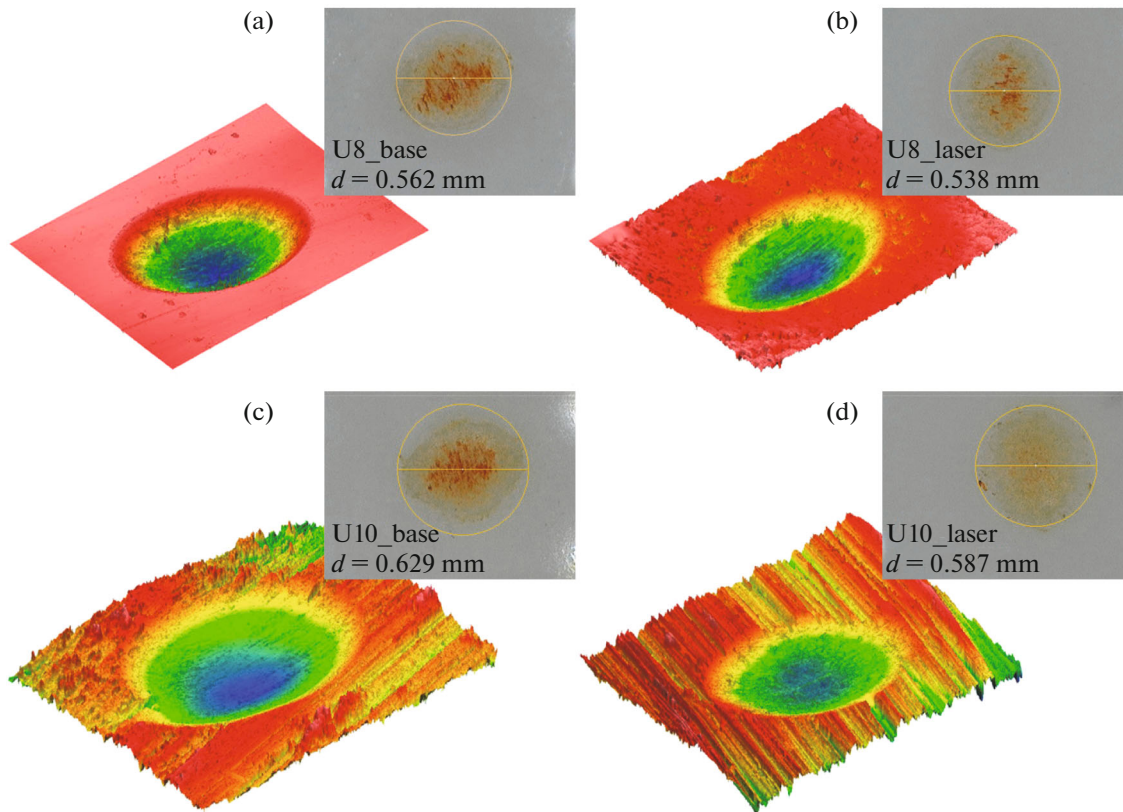 (a)
U8_base
d = 0.562 mm
(b)
U8_laser
d = 0.538 mm
(c)
U10_base
d = 0.629 mm
(d)
U10_laser
d = 0.587 mm